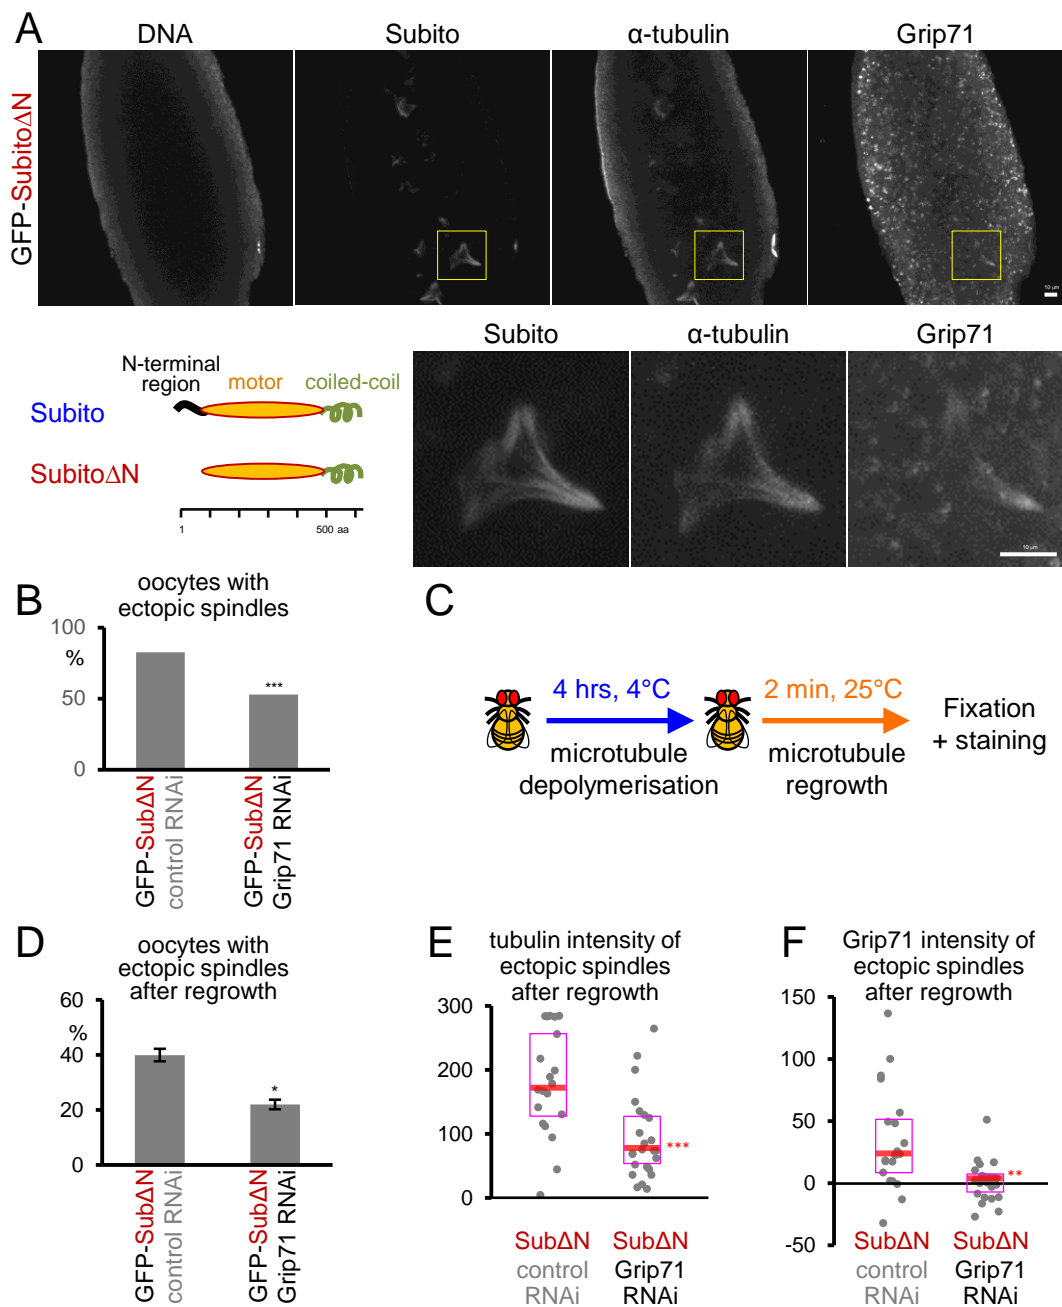 A
DNA
Subito
α-tubulin
Grip71
GFP-SubitoΔN
10 µm
Subito
α-tubulin
Grip71
N-terminal
region
motor
coiled-coil
Subito
SubitoΔN
1
500 aa
10 µm
B
oocytes with
ectopic spindles
100
%
50
0
***
GFP-SubΔN
control RNAi
GFP-SubΔN
Grip71 RNAi
C
4 hrs, 4°C
microtubule
depolymerisation
2 min, 25°C
microtubule
regrowth
Fixation
+ staining
D
oocytes with
ectopic spindles
after regrowth
60
%
40
20
0
*
GFP-SubΔN
control RNAi
GFP-SubΔN
Grip71 RNAi
E
tubulin intensity of
ectopic spindles
after regrowth
300
200
100
0
***
SubΔN
control
RNAi
SubΔN
Grip71
RNAi
F
Grip71 intensity of
ectopic spindles
after regrowth
150
100
50
0
-50
**
SubΔN
control
RNAi
SubΔN
Grip71
RNAi